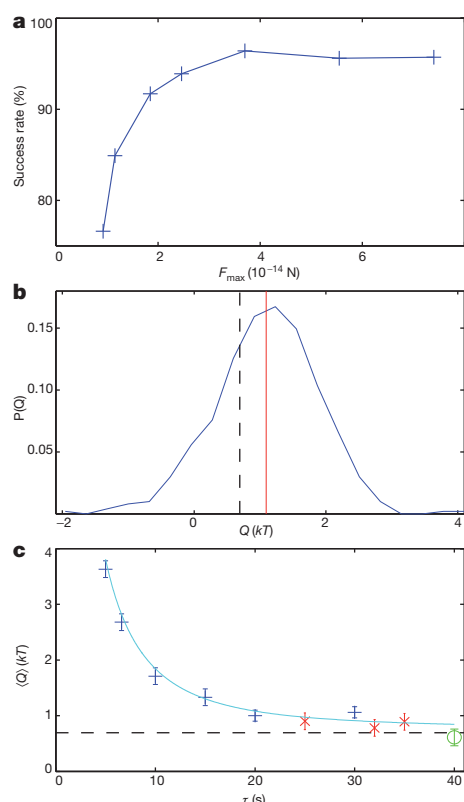 a
100
90
80
Success rate (%)
0 2 4 6
Fmax (10⁻¹⁴ N)
b
0.15
0.10
0.05
P(Q)
−2 0 2 4
Q (kT)
c
4
3
2
1
0
⟨Q⟩ (kT)
0 10 20 30 40
τ (s)